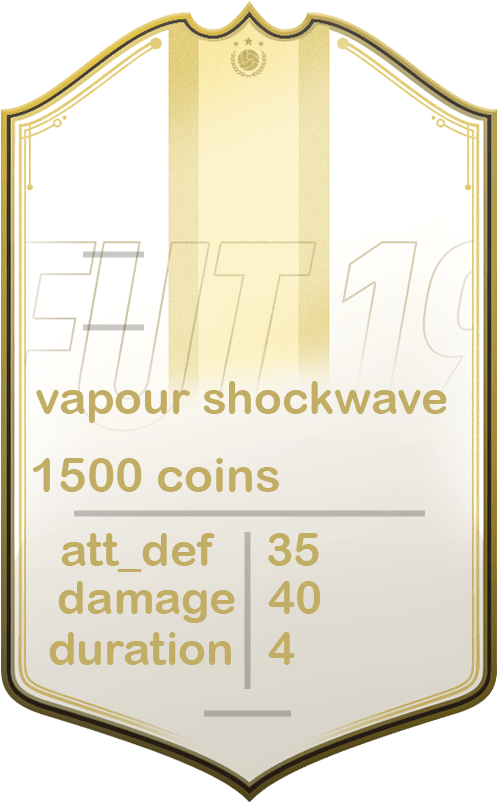 FUT 19
vapour shockwave
1500 coins
att_def 35
damage 40
duration 4